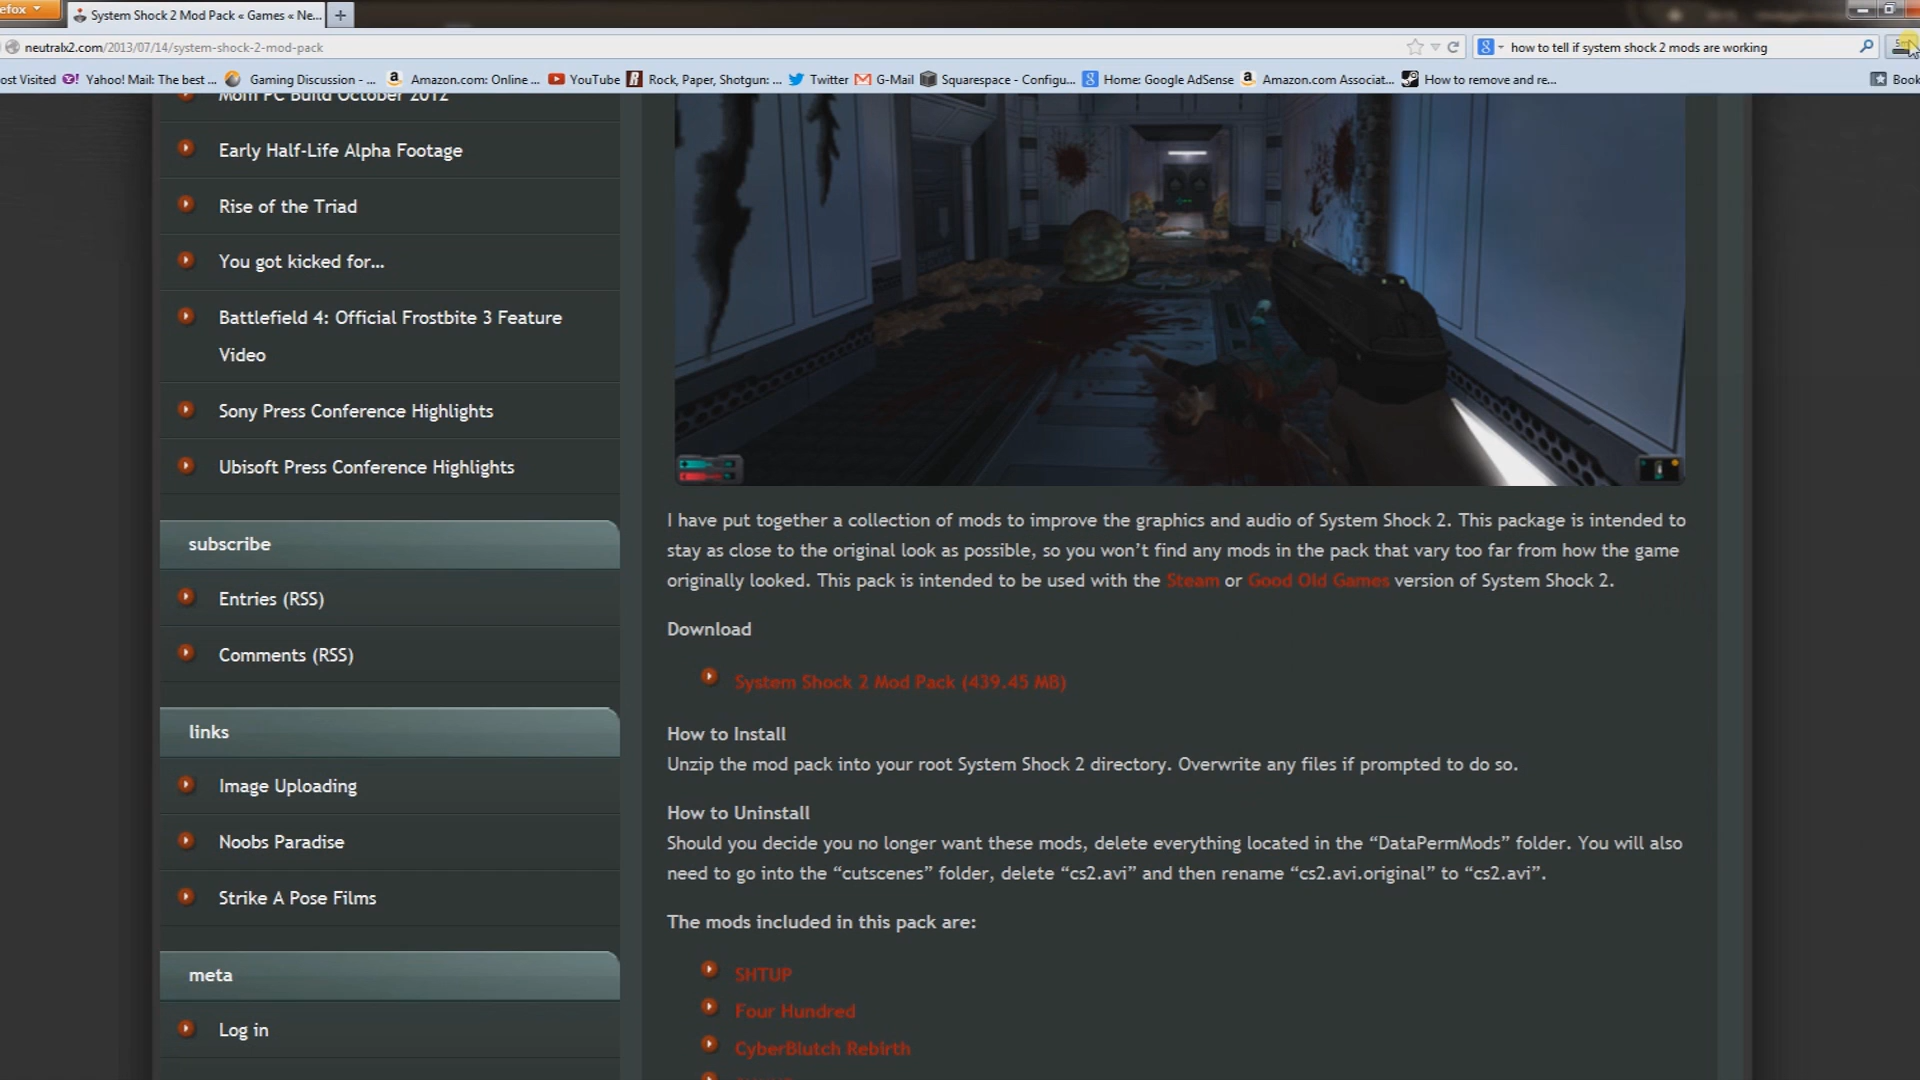 efox
System Shock 2 Mod Pack « Games « Ne...
neutralx2.com/2013/07/14/system-shock-2-mod-pack
how to tell if system shock 2 mods are working
ost Visited
Yahoo! Mail: The best ...
Gaming Discussion - ...
Amazon.com: Online ...
YouTube
Rock, Paper, Shotgun: ...
Twitter
G-Mail
Squarespace - Configu...
Home: Google AdSense
Amazon.com Associat...
How to remove and re...
Book
Mom PC Build October 2012
Early Half-Life Alpha Footage
Rise of the Triad
You got kicked for...
Battlefield 4: Official Frostbite 3 Feature
Video
Sony Press Conference Highlights
Ubisoft Press Conference Highlights
subscribe
Entries (RSS)
Comments (RSS)
links
Image Uploading
Noobs Paradise
Strike A Pose Films
meta
Log in
I have put together a collection of mods to improve the graphics and audio of System Shock 2. This package is intended to
stay as close to the original look as possible, so you won’t find any mods in the pack that vary too far from how the game
originally looked. This pack is intended to be used with the Steam or Good Old Games version of System Shock 2.
Download
System Shock 2 Mod Pack (439.45 MB)
How to Install
Unzip the mod pack into your root System Shock 2 directory. Overwrite any files if prompted to do so.
How to Uninstall
Should you decide you no longer want these mods, delete everything located in the “DataPermMods” folder. You will also
need to go into the “cutscenes” folder, delete “cs2.avi” and then rename “cs2.avi.original” to “cs2.avi”.
The mods included in this pack are:
SHTUP
Four Hundred
CyberBlutch Rebirth